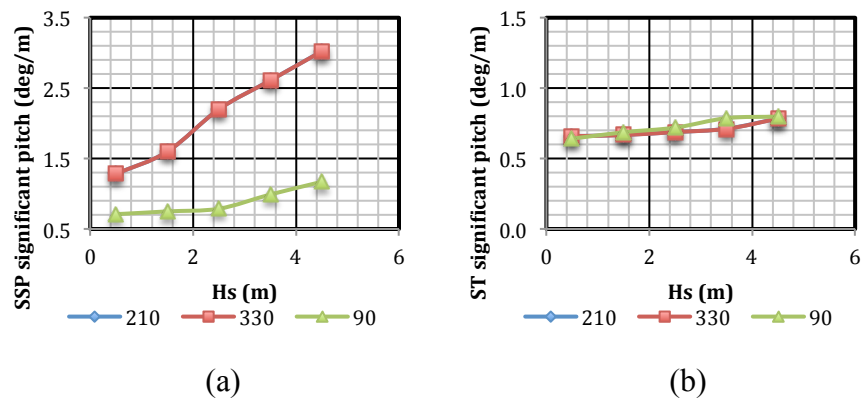 SSP significant pitch (deg/m)
3.5
2.5
1.5
0.5
0 2 4 6
Hs (m)
210 330 90
(a)
ST significant pitch (deg/m)
1.5
1.0
0.5
0.0
0 2 4 6
Hs (m)
210 330 90
(b)